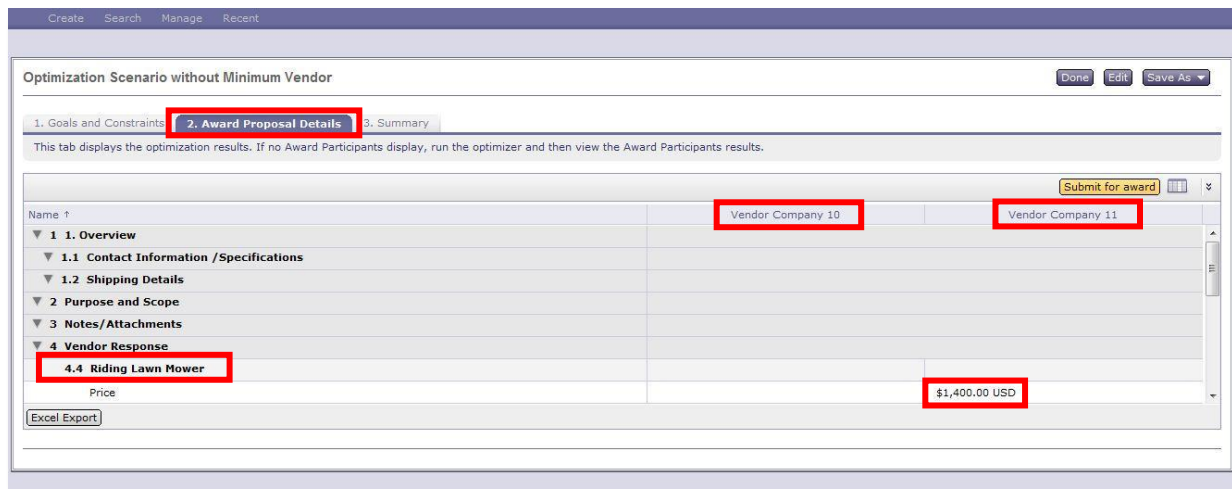 Create Search Manage Recent
Optimization Scenario without Minimum Vendor
Done Edit Save As
1. Goals and Constraints 2. Award Proposal Details 3. Summary
This tab displays the optimization results. If no Award Participants display, run the optimizer and then view the Award Participants results.
Submit for award
Name ↑ Vendor Company 10 Vendor Company 11
1 1. Overview
1.1 Contact Information /Specifications
1.2 Shipping Details
2 Purpose and Scope
3 Notes/Attachments
4 Vendor Response
4.4 Riding Lawn Mower
Price $1,400.00 USD
Excel Export